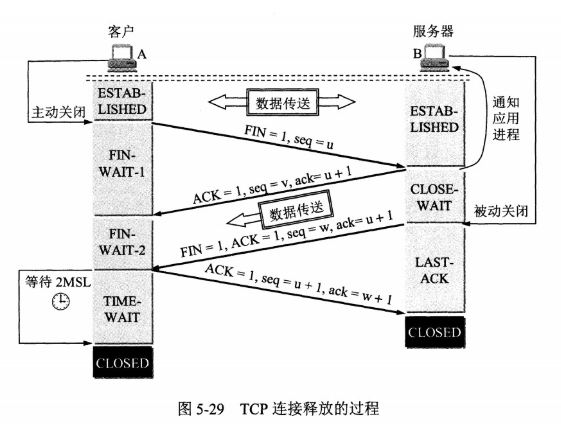 客户
服务器
A
B
ESTAB-
LISHED
数据传送
ESTAB-
LISHED
通知
应用
进程
主动关闭
FIN = 1, seq = u
FIN-
WAIT-1
ACK = 1, seq = v, ack= u + 1
CLOSE-
WAIT
数据传送
被动关闭
FIN = 1, ACK = 1, seq = w, ack= u + 1
FIN-
WAIT-2
ACK = 1, seq = u + 1, ack = w + 1
LAST-
ACK
等待 2MSL
TIME-
WAIT
CLOSED
CLOSED
图 5-29 TCP 连接释放的过程